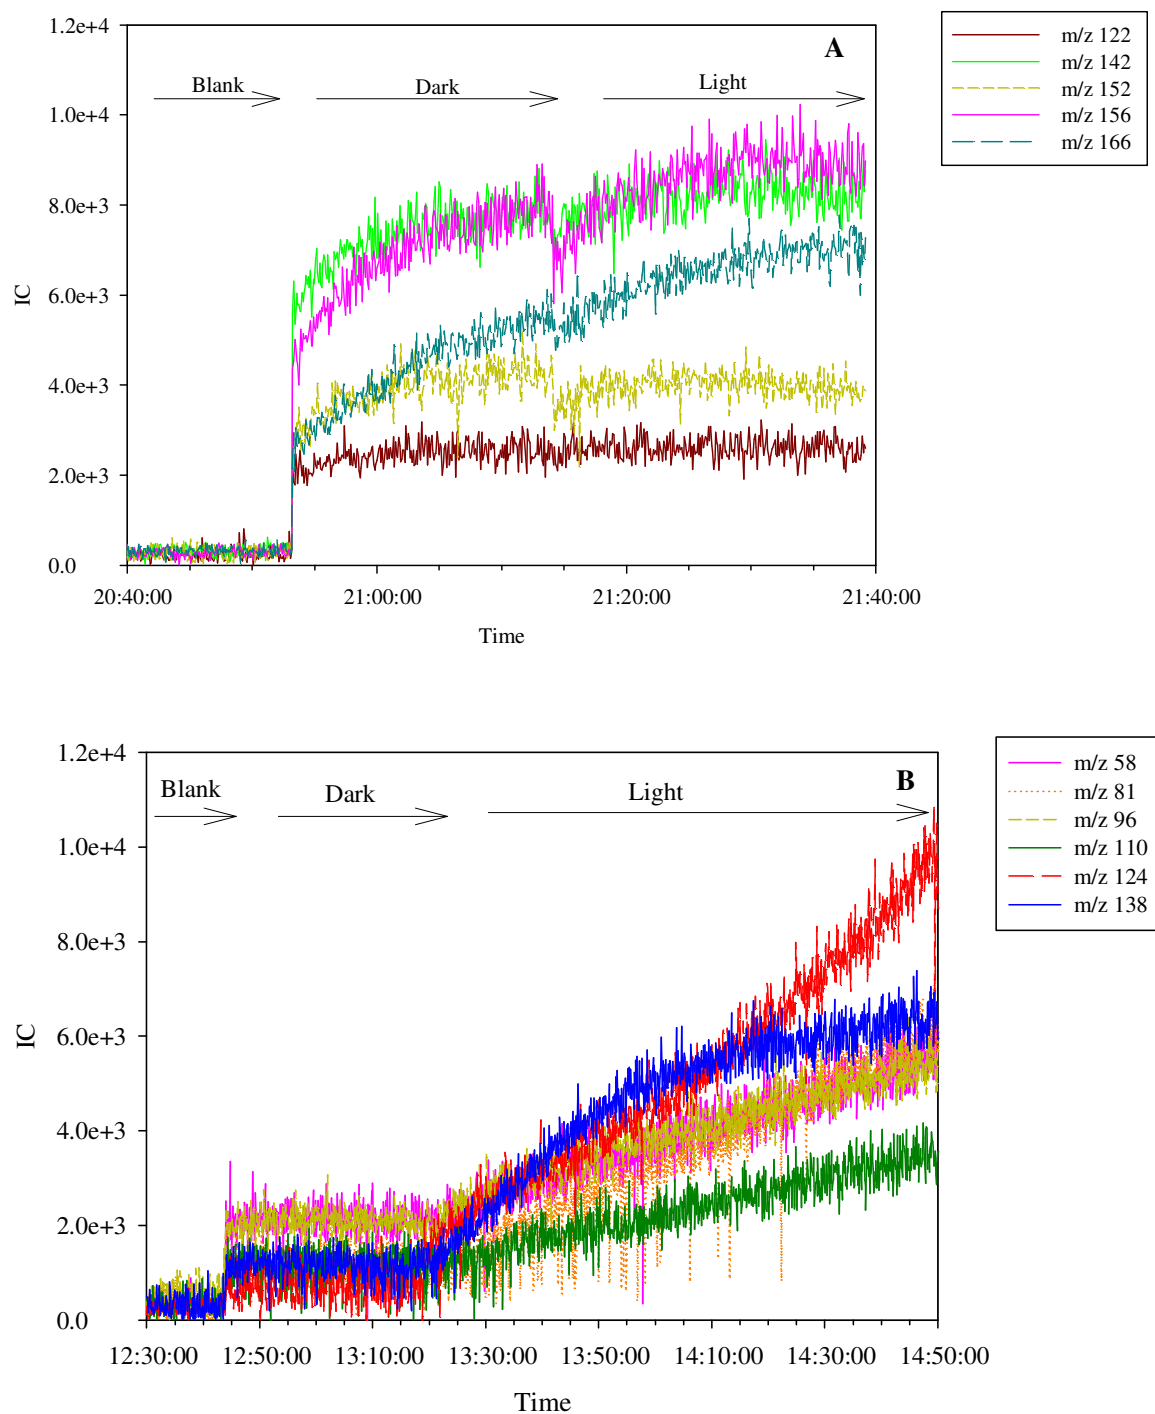 1.2e+4
A
m/z 122
Blank
Dark
Light
m/z 142
m/z 152
1.0e+4
m/z 156
m/z 166
8.0e+3
IC
6.0e+3
4.0e+3
2.0e+3
0.0
20:40:00 21:00:00 21:20:00 21:40:00
Time
1.2e+4
B
m/z 58
Blank
Dark
Light
m/z 81
m/z 96
1.0e+4
m/z 110
m/z 124
m/z 138
8.0e+3
IC
6.0e+3
4.0e+3
2.0e+3
0.0
12:30:00 12:50:00 13:10:00 13:30:00 13:50:00 14:10:00 14:30:00 14:50:00
Time